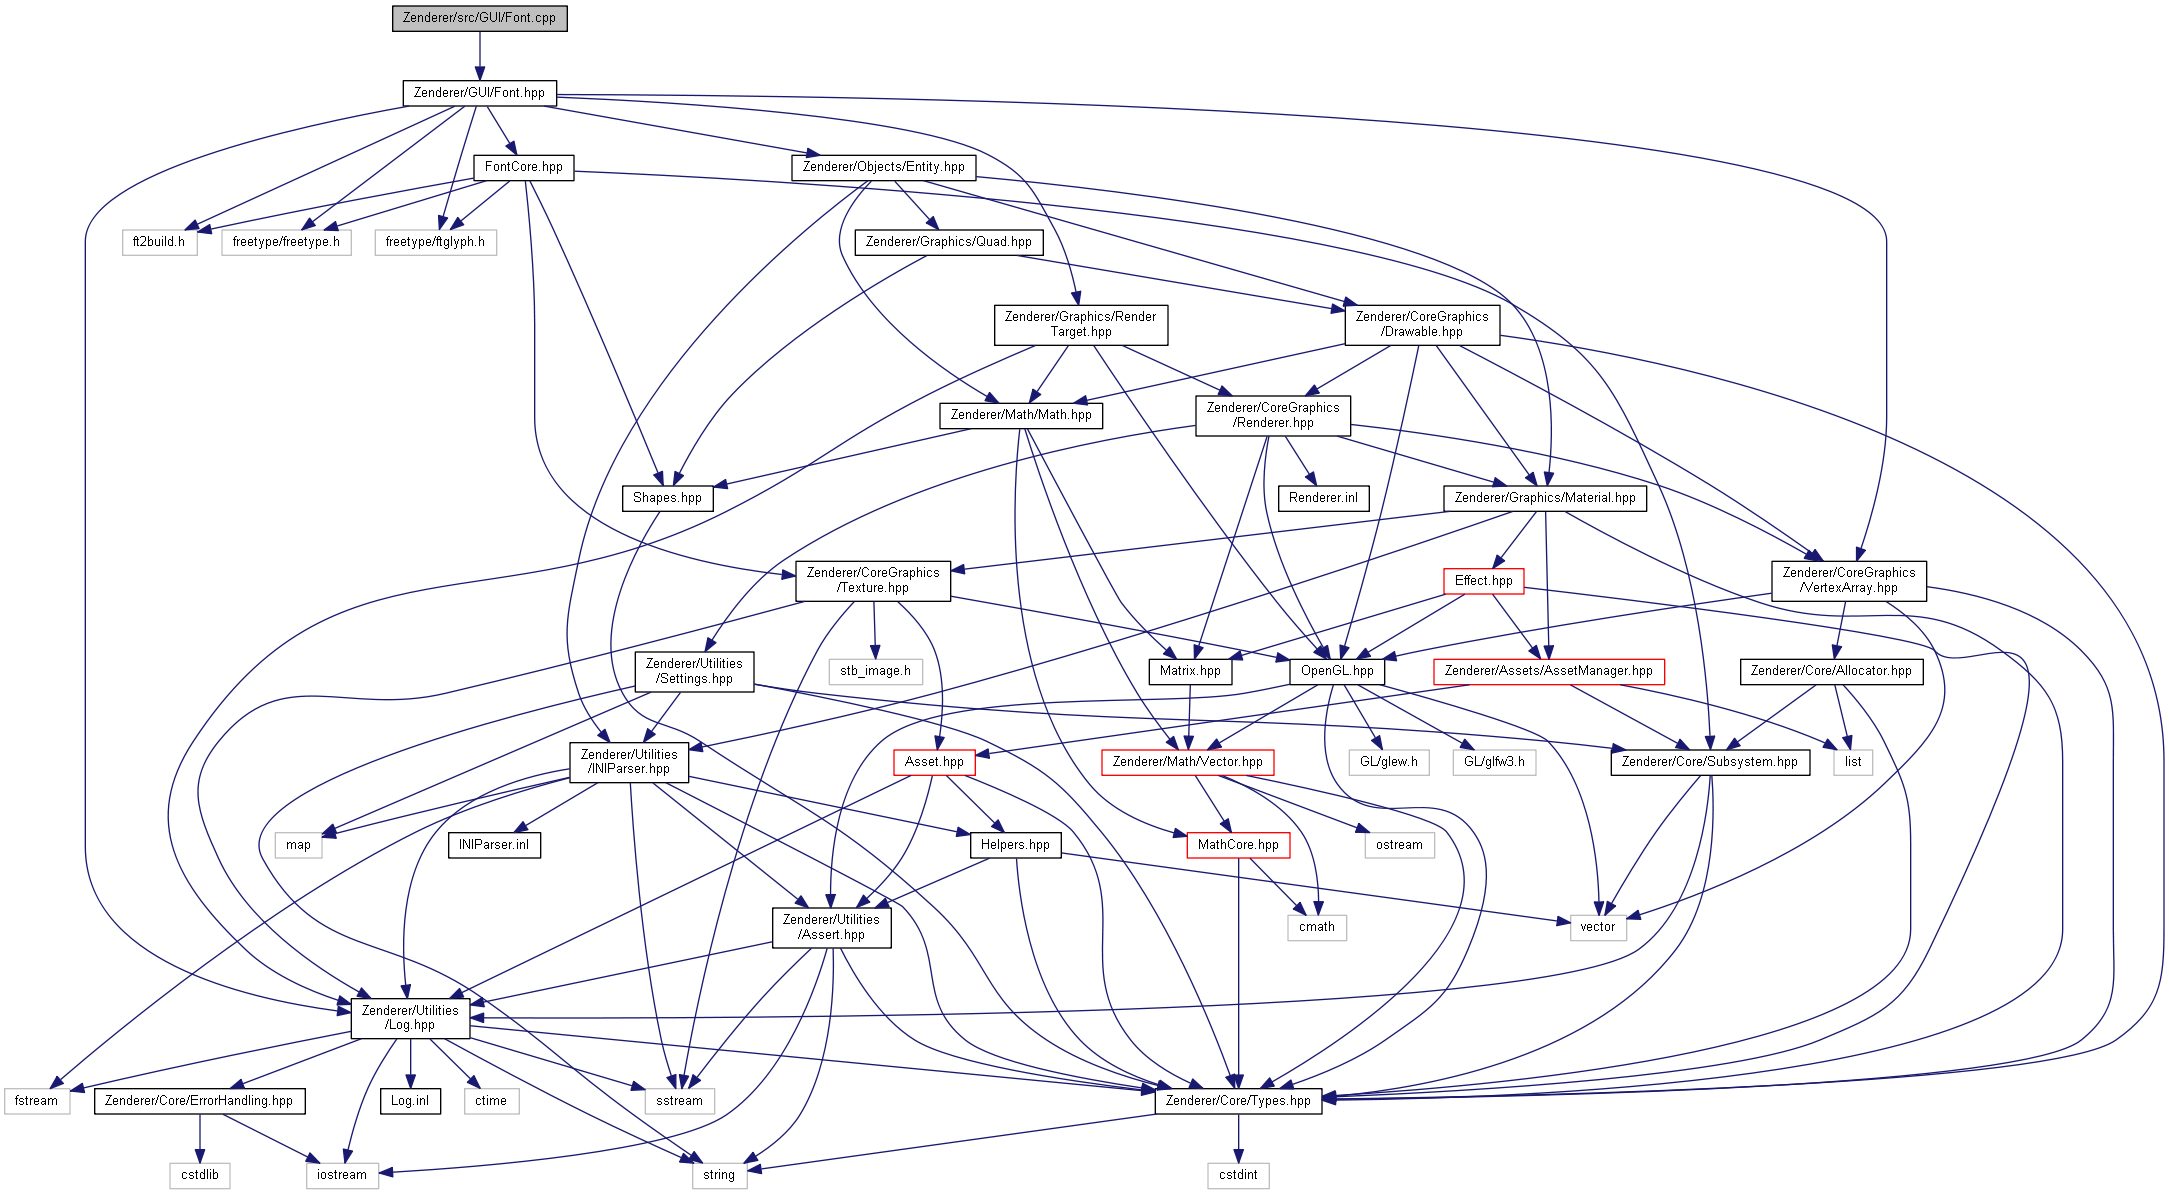 Zenderer/src/GUI/Font.cpp
Zenderer/GUI/Font.hpp
FontCore.hpp
Zenderer/Objects/Entity.hpp
ft2build.h
freetype/freetype.h
freetype/ftglyph.h
Zenderer/Graphics/Quad.hpp
Zenderer/Graphics/Render
Target.hpp
Zenderer/CoreGraphics
/Drawable.hpp
Zenderer/Math/Math.hpp
Zenderer/CoreGraphics
/Renderer.hpp
Shapes.hpp
Renderer.inl
Zenderer/Graphics/Material.hpp
Zenderer/CoreGraphics
/Texture.hpp
Effect.hpp
Zenderer/CoreGraphics
/VertexArray.hpp
Zenderer/Utilities
/Settings.hpp
stb_image.h
Matrix.hpp
OpenGL.hpp
Zenderer/Assets/AssetManager.hpp
Zenderer/Core/Allocator.hpp
Zenderer/Utilities
/INIParser.hpp
Asset.hpp
Zenderer/Math/Vector.hpp
GL/glew.h
GL/glfw3.h
Zenderer/Core/Subsystem.hpp
list
map
INIParser.inl
Helpers.hpp
MathCore.hpp
ostream
Zenderer/Utilities
/Assert.hpp
cmath
vector
Zenderer/Utilities
/Log.hpp
fstream
Zenderer/Core/ErrorHandling.hpp
Log.inl
ctime
sstream
Zenderer/Core/Types.hpp
cstdlib
iostream
string
cstdint